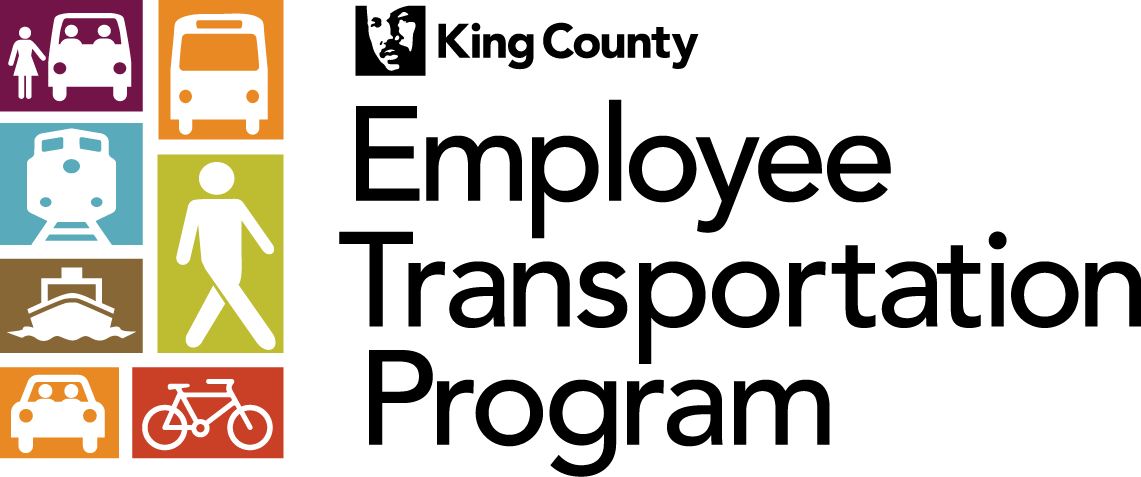 King County
Employee
Transportation
Program